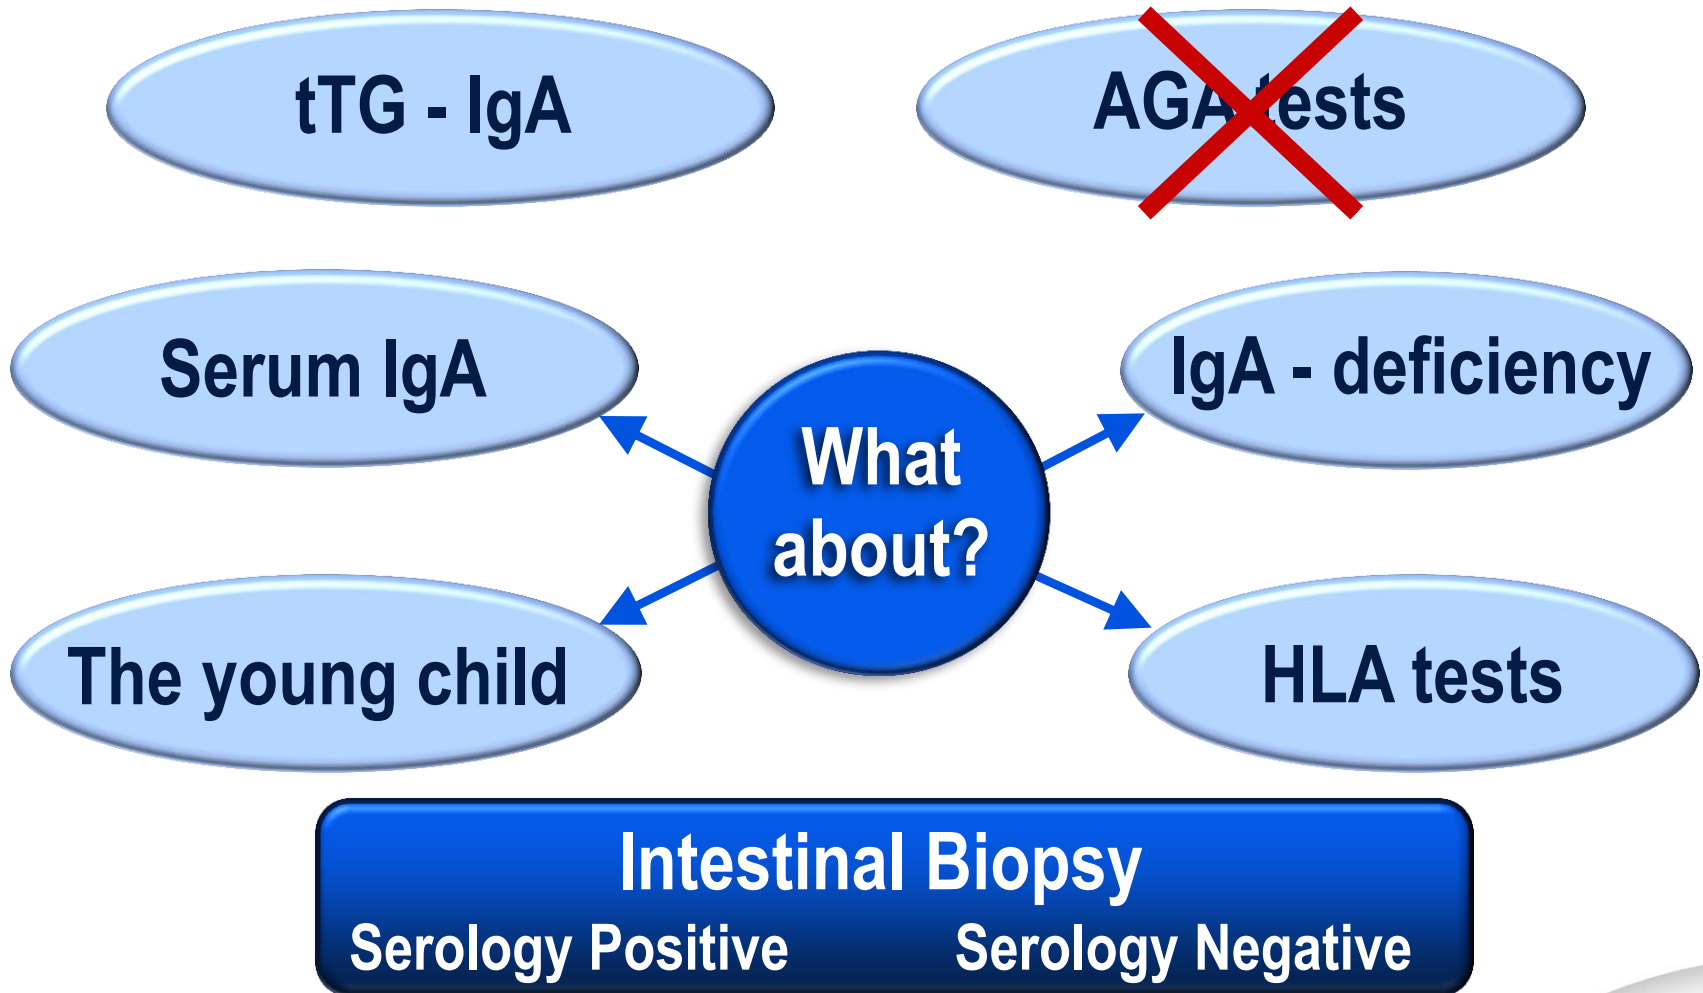 tTG - IgA
AGA tests
Serum IgA
IgA - deficiency
What
about?
The young child
HLA tests
Intestinal Biopsy
Serology Positive
Serology Negative